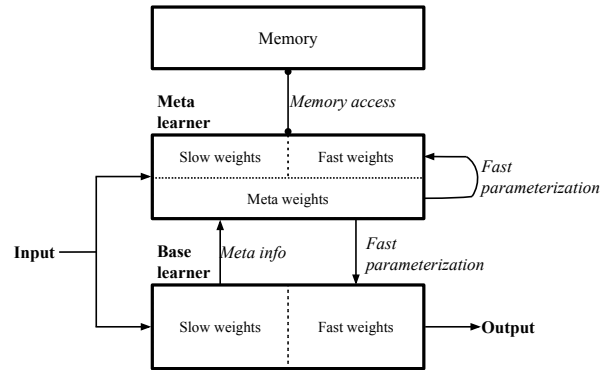 Memory
Memory access
Meta
learner
Slow weights
Fast weights
Meta weights
Fast
parameterization
Input
Base
learner
Meta info
Fast
parameterization
Slow weights
Fast weights
Output